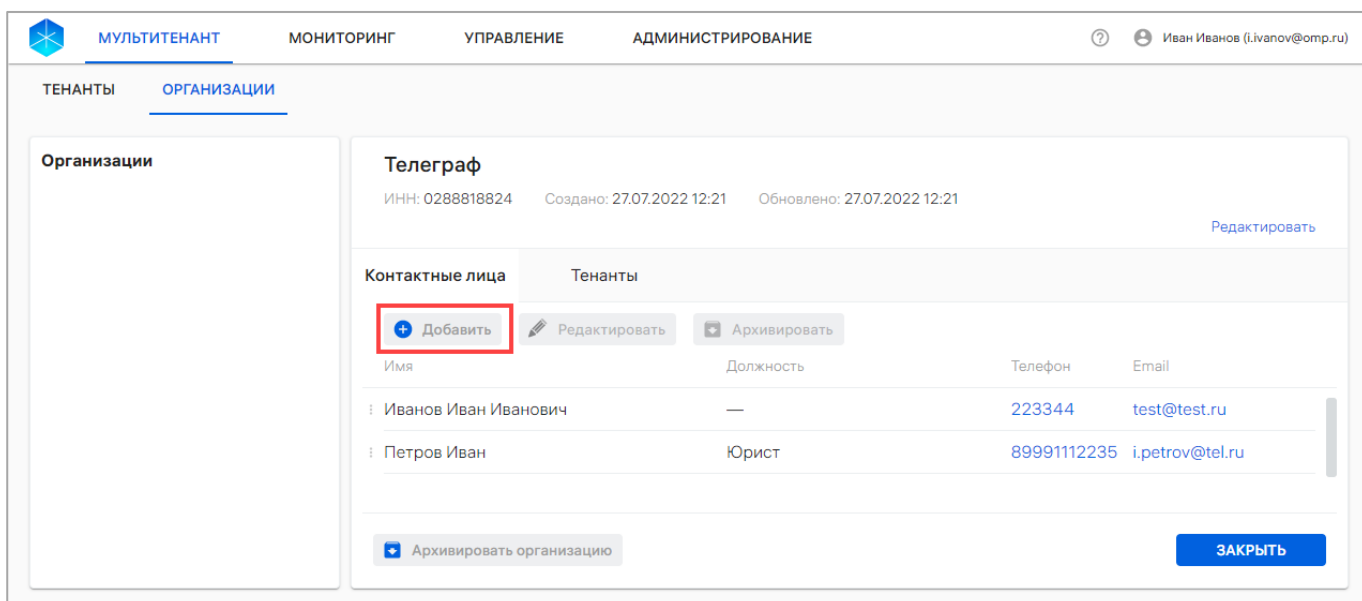 МУЛЬТИТЕНАНТ МОНИТОРИНГ УПРАВЛЕНИЕ АДМИНИСТРИРОВАНИЕ Иван Иванов (i.ivanov@omp.ru)
ТЕНАНТЫ ОРГАНИЗАЦИИ
Организации
Телеграф
ИНН: 0288818824 Создано: 27.07.2022 12:21 Обновлено: 27.07.2022 12:21
Редактировать
Контактные лица Тенанты
Добавить Редактировать Архивировать
Имя Должность Телефон Email
Иванов Иван Иванович — 223344 test@test.ru
Петров Иван Юрист 89991112235 i.petrov@tel.ru
Архивировать организацию ЗАКРЫТЬ